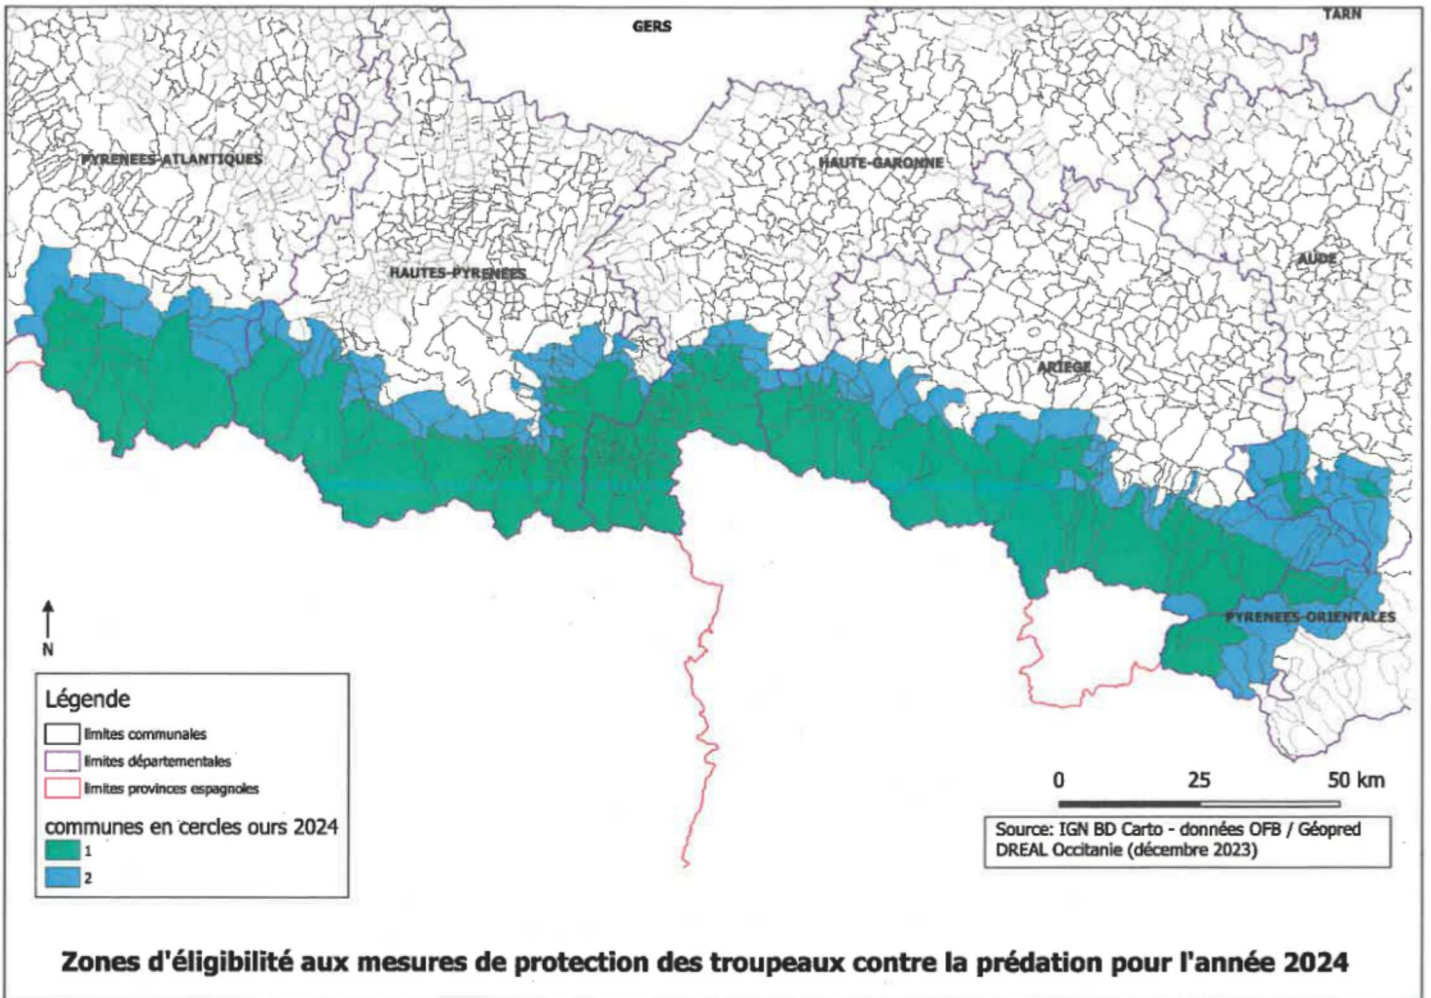 GERS
TARN
PYRENEES-ATLANTIQUES
HAUTE-GARONNE
HAUTES-PYRENEES
AUDE
ARIEGE
PYRENEES-ORIENTALES
N
Légende
limites communales
limites départementales
limites provinces espagnoles
communes en cercles ours 2024
1
2
0 25 50 km
Source: IGN BD Carto - données OFB / Géopred
DREAL Occitanie (décembre 2023)
Zones d'éligibilité aux mesures de protection des troupeaux contre la prédation pour l'année 2024